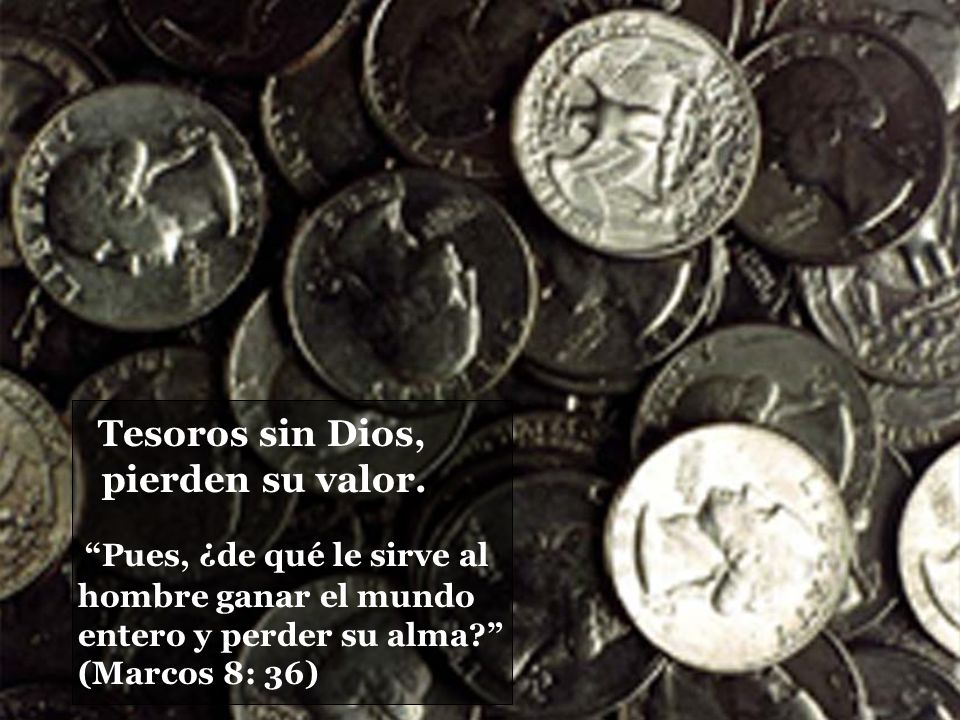 Tesoros sin Dios,
pierden su valor.
“Pues, ¿de qué le sirve al
hombre ganar el mundo
entero y perder su alma?”
(Marcos 8: 36)